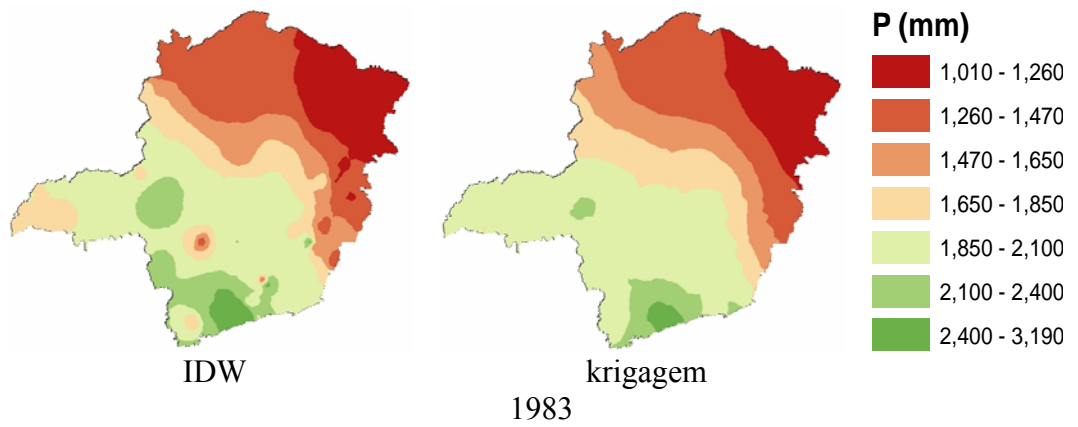 P (mm)
1,010 - 1,260
1,260 - 1,470
1,470 - 1,650
1,650 - 1,850
1,850 - 2,100
2,100 - 2,400
2,400 - 3,190
IDW
krigagem
1983